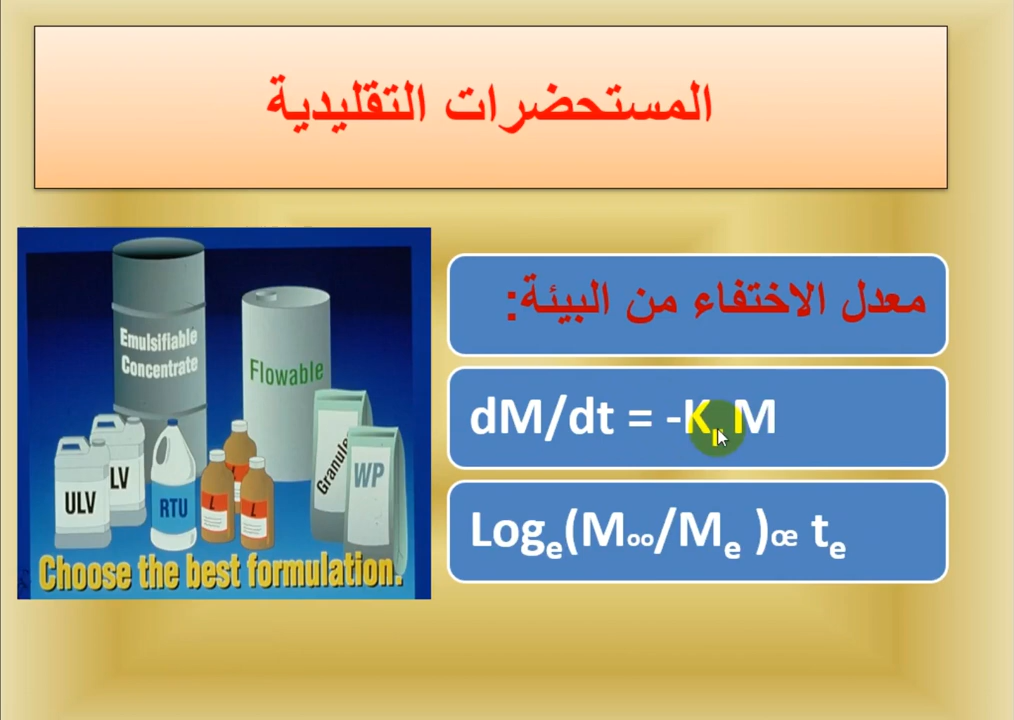 المستحضرات التقليدية
Emulsifiable
Concentrate
Flowable
Granule
WP
ULV
LV
RTU
L
L
L
Choose the best formulation.
معدل الاختفاء من البيئة:
dM/dt = -K M
Logₑ(M∞/Mₑ )œ tₑ